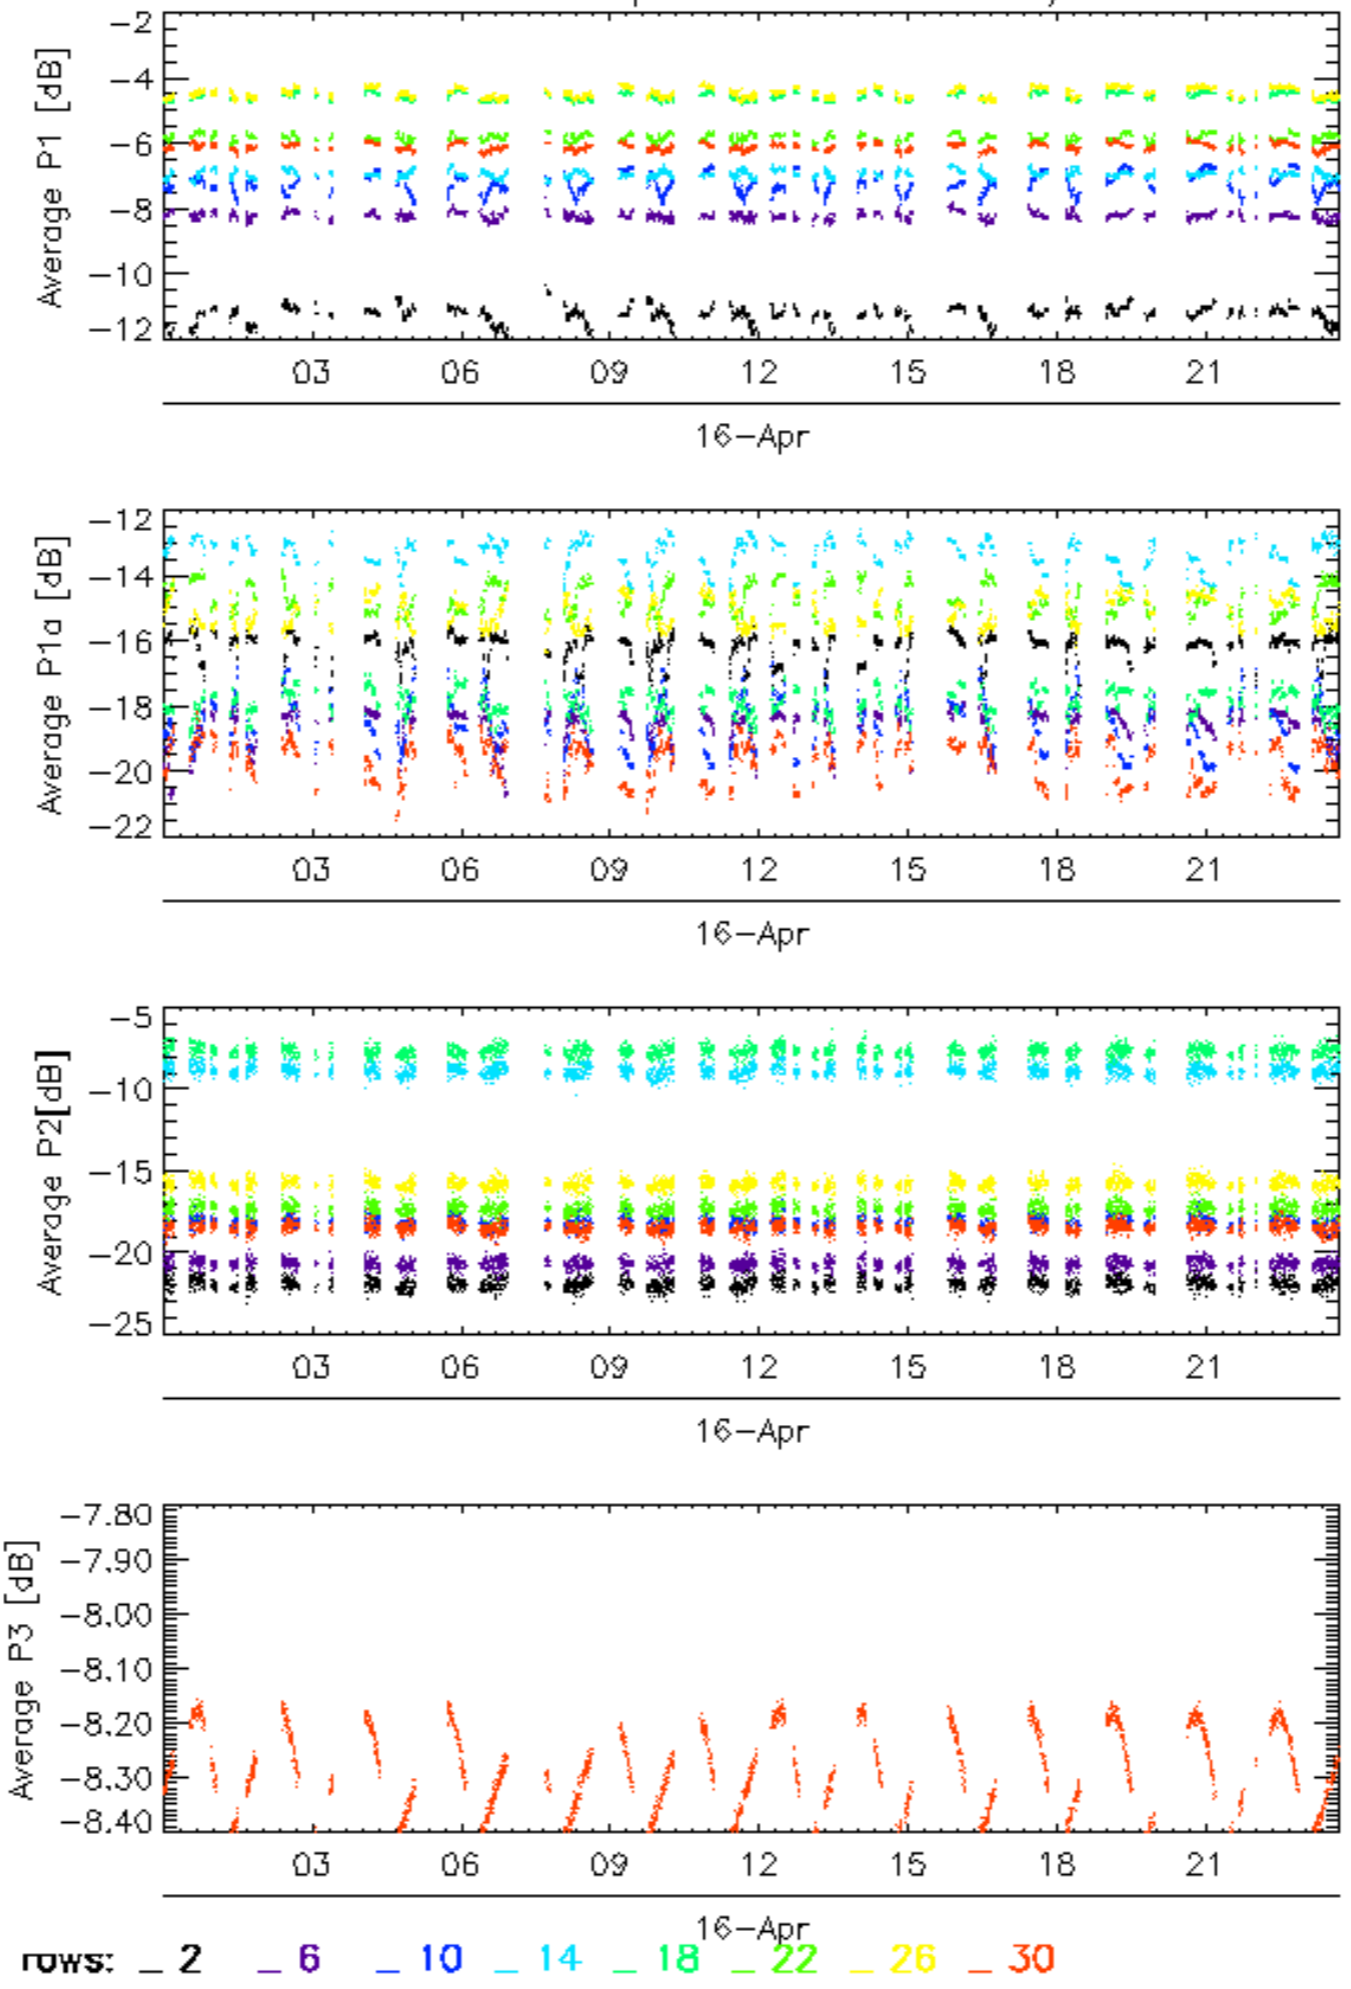 Average P1 [dB]
-2
-4
-6
-8
-10
-12
03 06 09 12 15 18 21
16-Apr
Average P1a [dB]
-12
-14
-16
-18
-20
-22
03 06 09 12 15 18 21
16-Apr
Average P2[dB]
-5
-10
-15
-20
-25
03 06 09 12 15 18 21
16-Apr
Average P3 [dB]
-7.80
-7.90
-8.00
-8.10
-8.20
-8.30
-8.40
03 06 09 12 15 18 21
16-Apr
rows: _ 2 _ 6 _ 10 _ 14 _ 18 _ 22 _ 26 _ 30